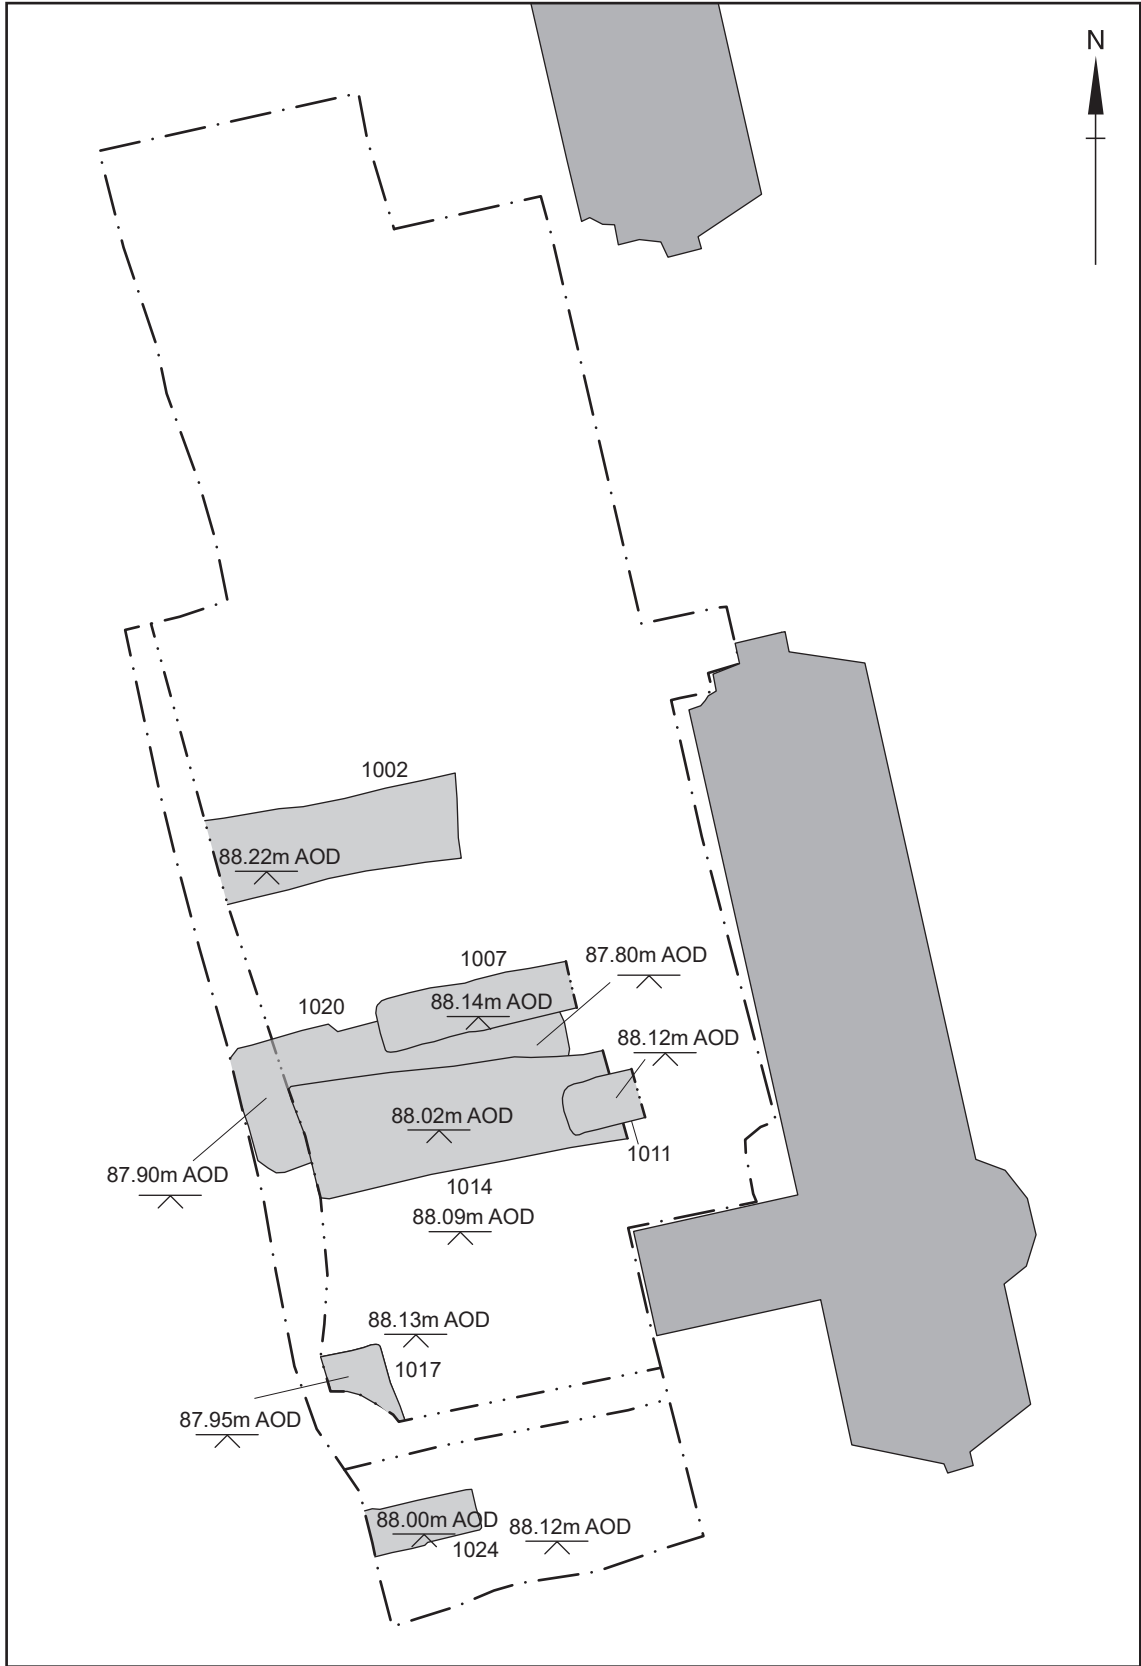 N
1002
88.22m AOD
1007
87.80m AOD
88.14m AOD
1020
88.12m AOD
88.02m AOD
1011
87.90m AOD
1014
88.09m AOD
88.13m AOD
1017
87.95m AOD
88.00m AOD
88.12m AOD
1024